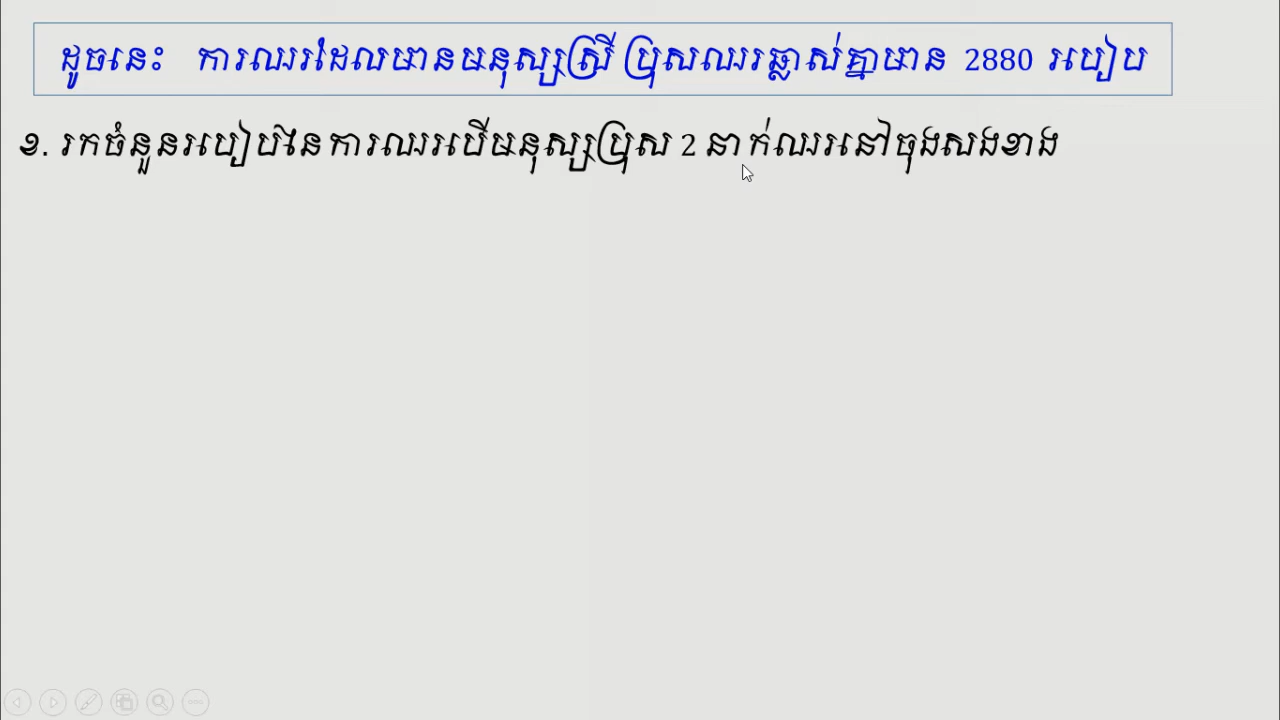 ដូចនេះ ការឈរដែលមានមនុស្សស្រី ប្រុសឈរឆ្លាស់គ្នាមាន 2880 របៀប
ខ. រកចំនួនរបៀបនៃការឈរបើមនុស្សប្រុស 2 នាក់ឈរនៅចុងសងខាង